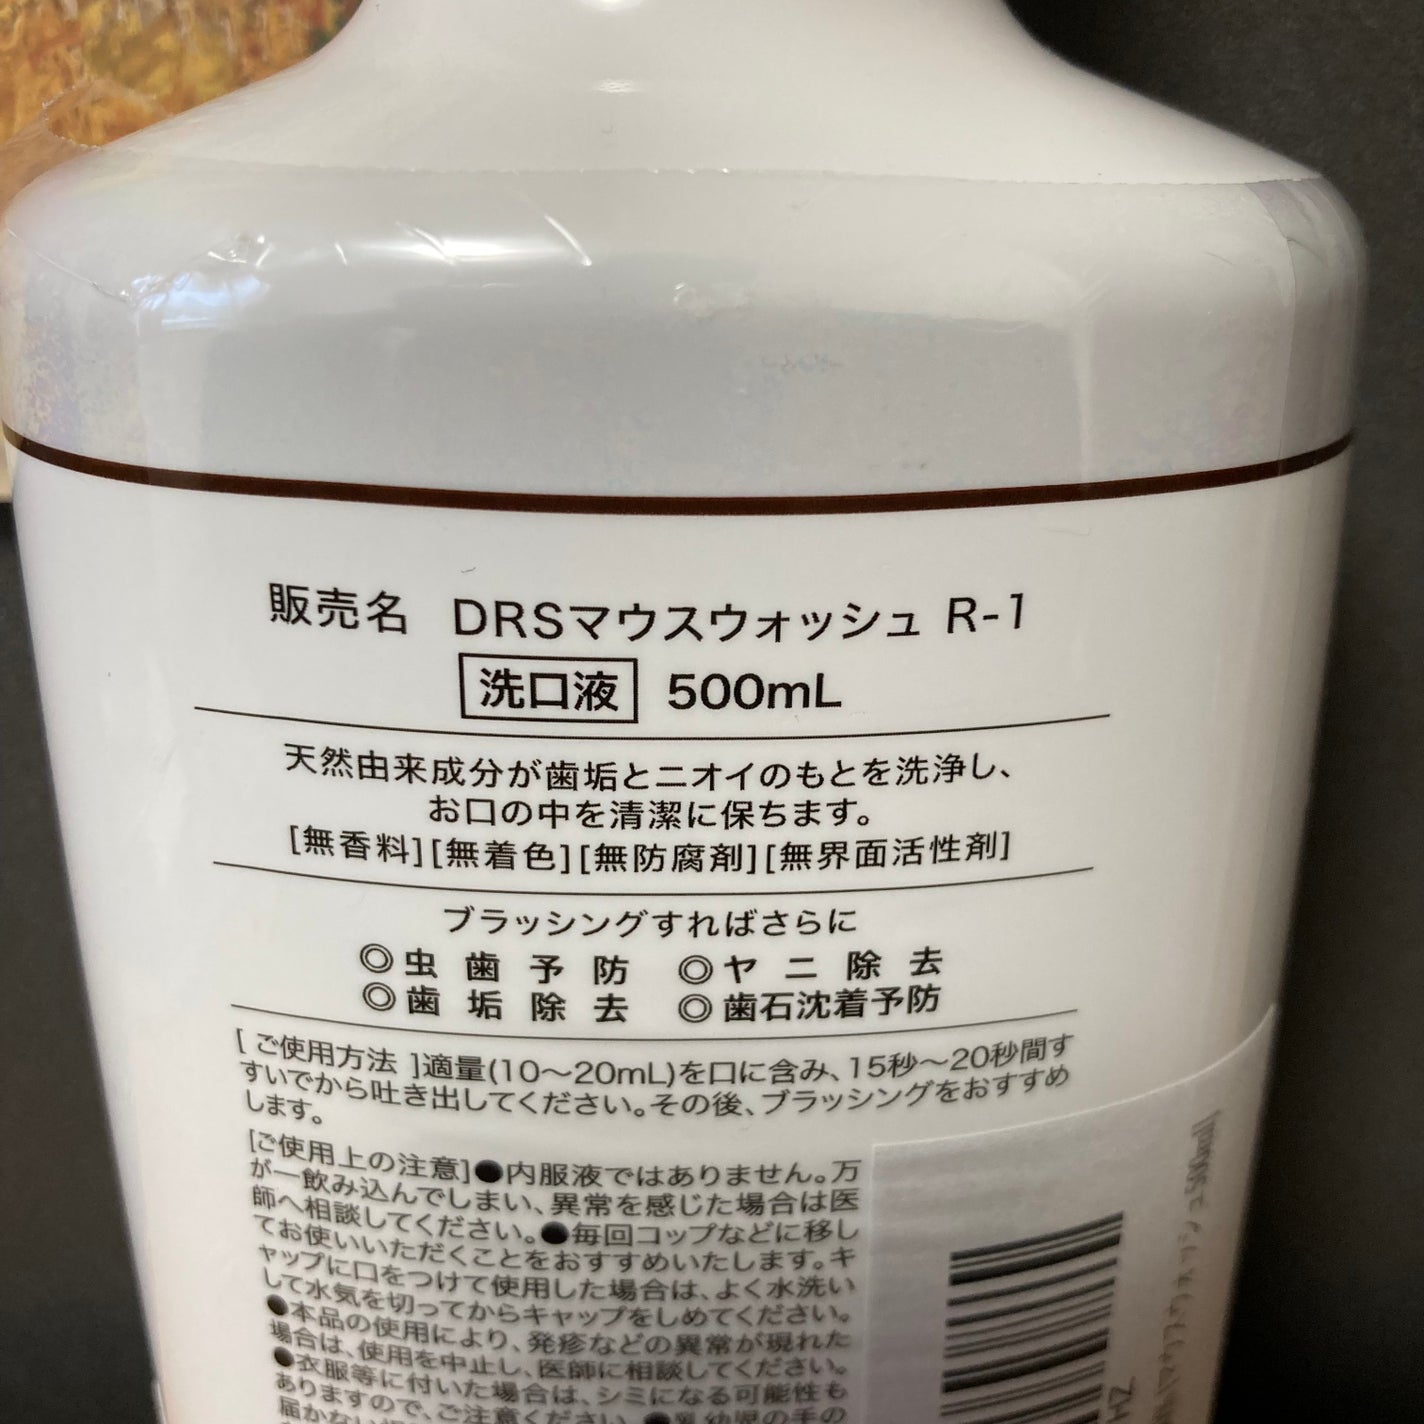 販売名 DRSマウスウォッシュ R-1
洗口液 500mL
天然由来成分が歯垢とニオイのもとを洗浄し、
お口の中を清潔に保ちます。
[無香料][無着色][無防腐剤][無界面活性剤]
ブラッシングすればさらに
◎虫歯予防 ◎ヤニ除去
◎歯垢除去 ◎歯石沈着予防
[ご使用方法]適量(10〜20mL)を口に含み、15秒〜20秒間す
すいでから吐き出してください。その後、ブラッシングをおすすめ
します。
[ご使用上の注意]●内服液ではありません。万
が一飲み込んでしまい、異常を感じた場合は医
師へ相談してください。●毎回コップなどに移し
てお使いいただくことをおすすめいたします。キ
ャップに口をつけて使用した場合は、よく水洗い
して水気を切ってからキャップをしめてください。
●本品の使用により、発疹などの異常が現れた
場合は、使用を中止し、医師に相談してください。
●衣服等に付いた場合は、シミになる可能性も
ありますので、ご注意ください。●乳幼児の手の
届かない